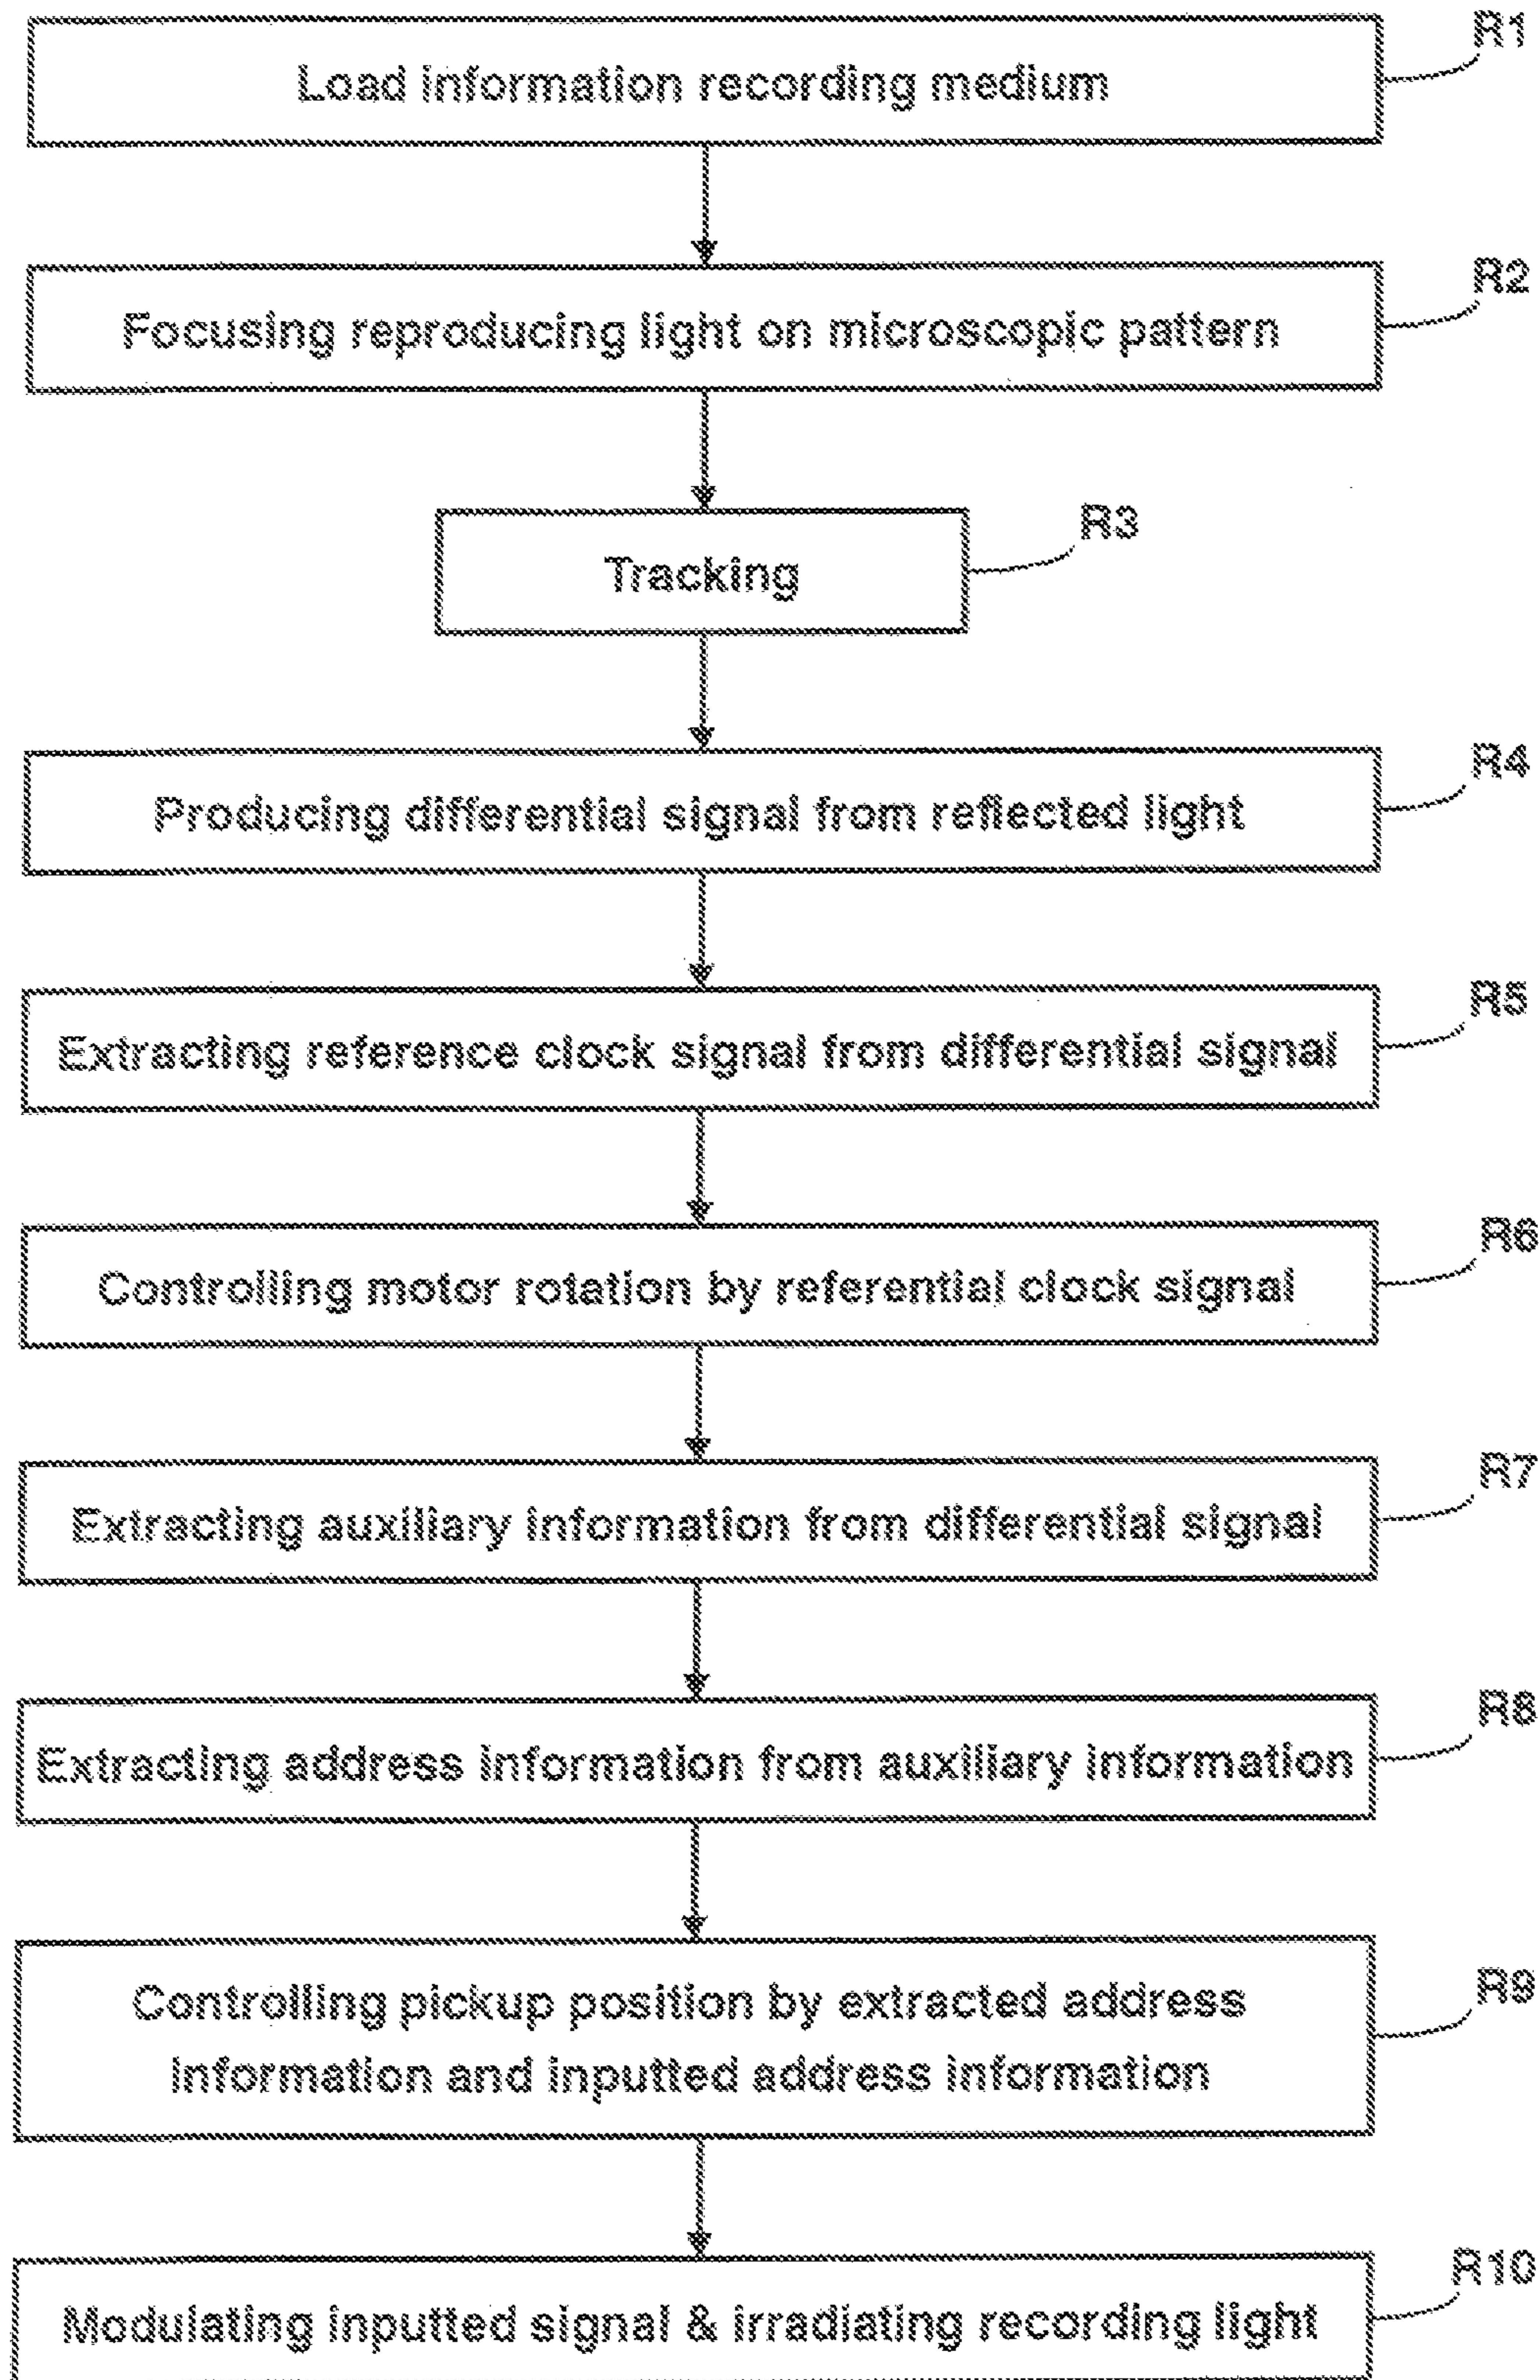 Load information recording medium
R1
Focusing reproducing light on microscopic pattern
R2
Tracking
R3
Producing differential signal from reflected light
R4
Extracting reference clock signal from differential signal
R5
Controlling motor rotation by referential clock signal
R6
Extracting auxiliary information from differential signal
R7
Extracting address information from auxiliary information
R8
Controlling pickup position by extracted address
information and inputted address information
R9
Modulating inputted signal & irradiating recording light
R10